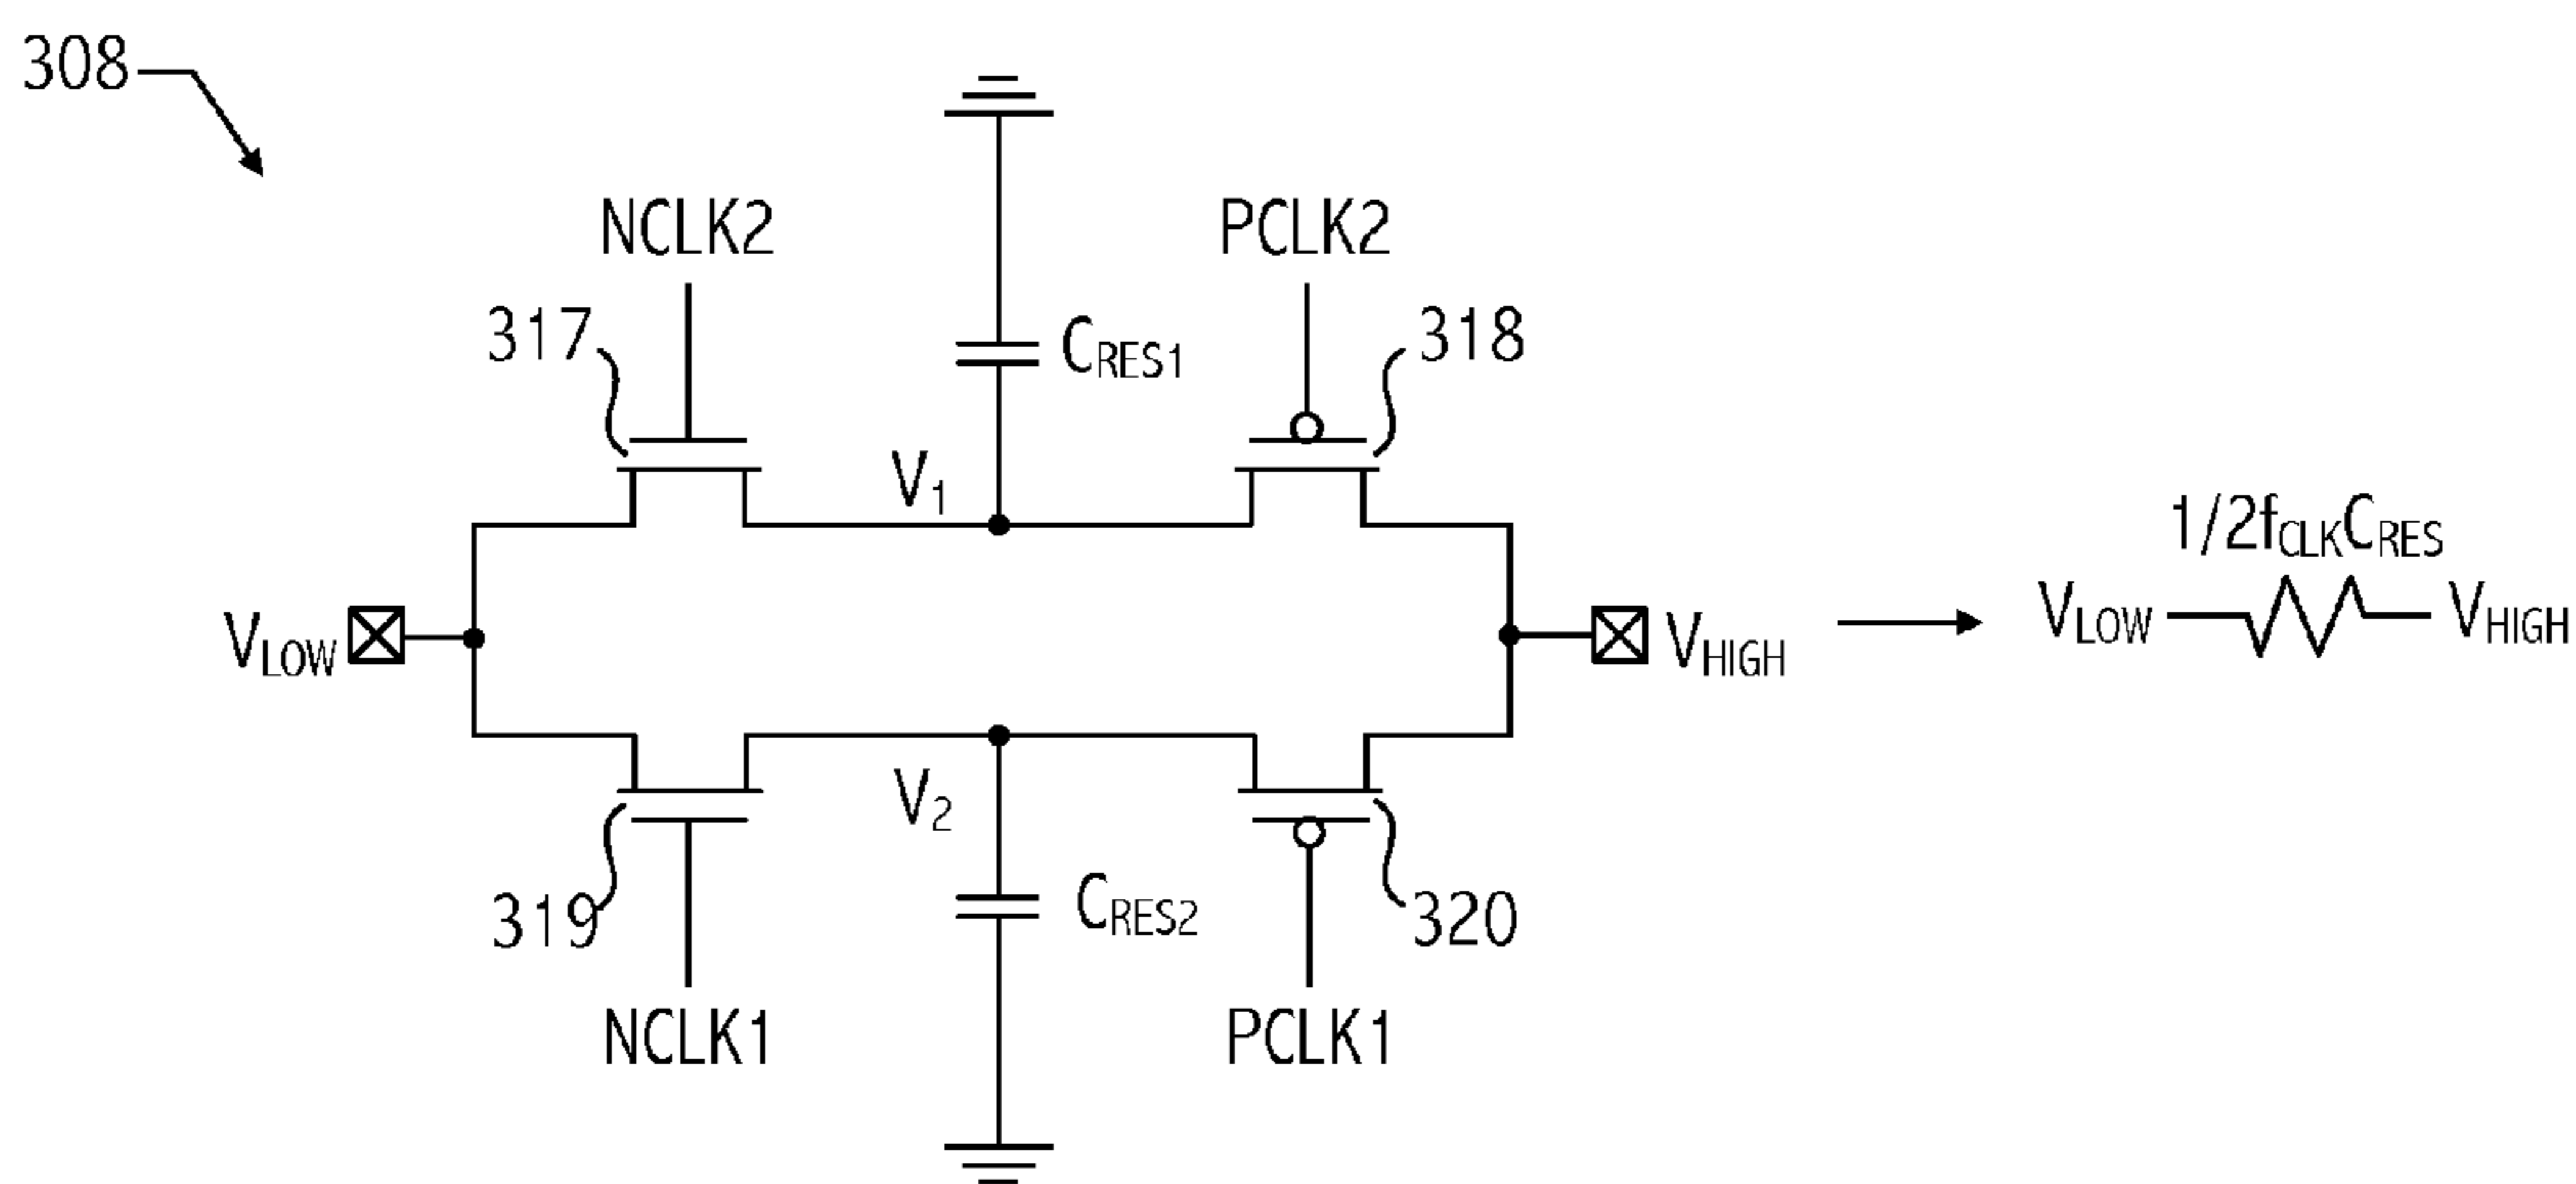 308
NCLK2 PCLK2
317 CRES1 318
V1
1/2fCLKCRES
VLOW VHIGH VLOW VHIGH
V2
319 CRES2 320
NCLK1 PCLK1